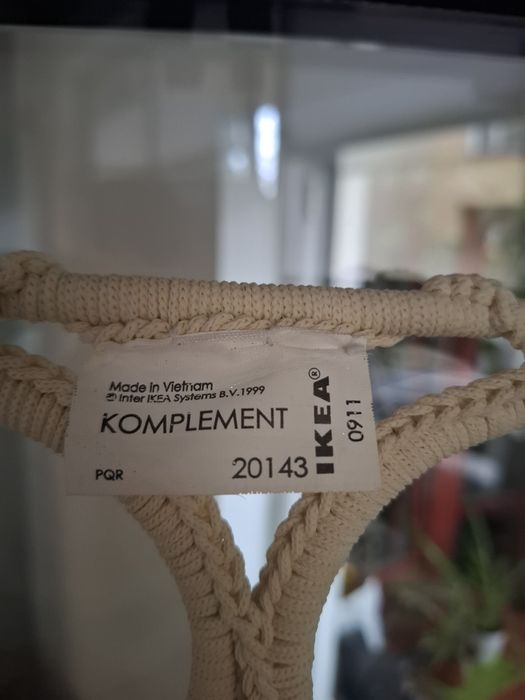 Made in Vietnam
© Inter IKEA Systems B.V.1999
KOMPLEMENT
PQR
20143
IKEA®
0911